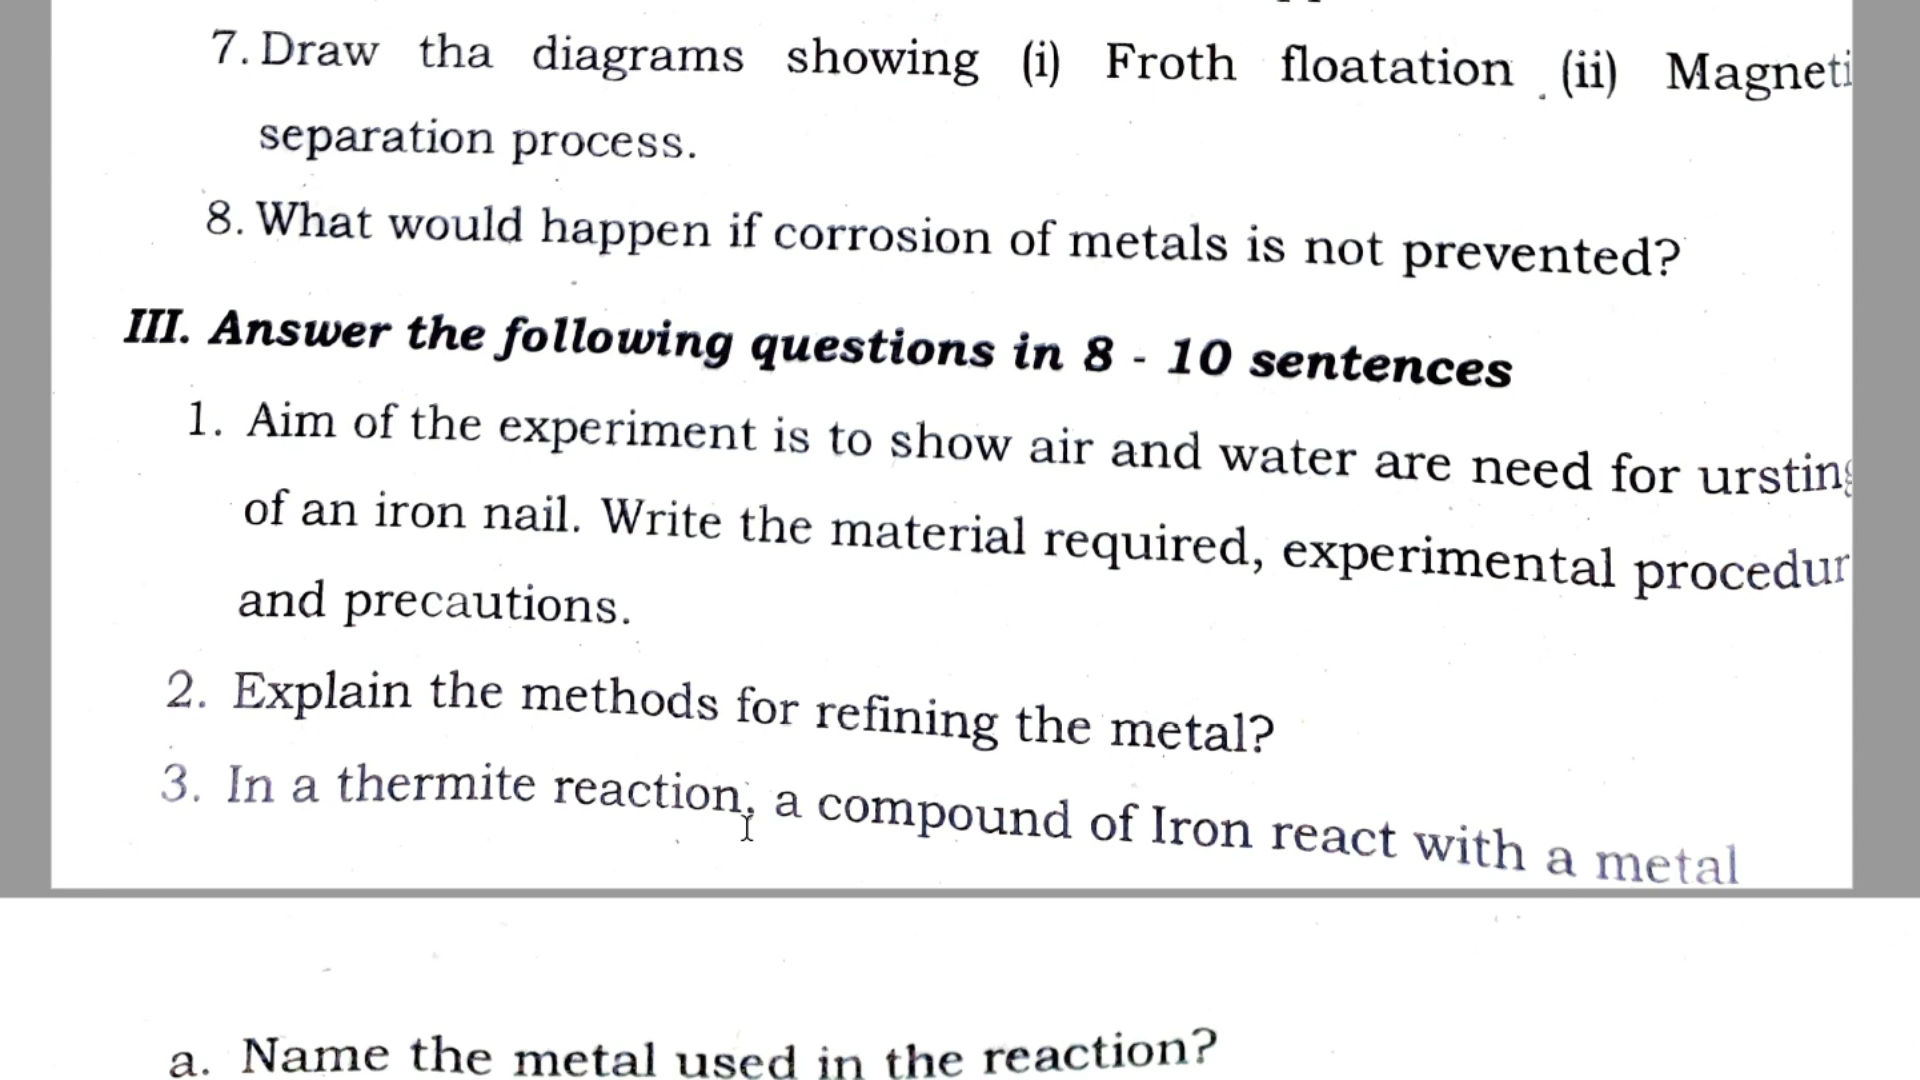 7. Draw tha diagrams showing (i) Froth floatation (ii) Magneti
separation process.
8. What would happen if corrosion of metals is not prevented?
III. Answer the following questions in 8 - 10 sentences
1. Aim of the experiment is to show air and water are need for ursting
of an iron nail. Write the material required, experimental procedur
and precautions.
2. Explain the methods for refining the metal?
3. In a thermite reaction, a compound of Iron react with a metal
a. Name the metal used in the reaction?